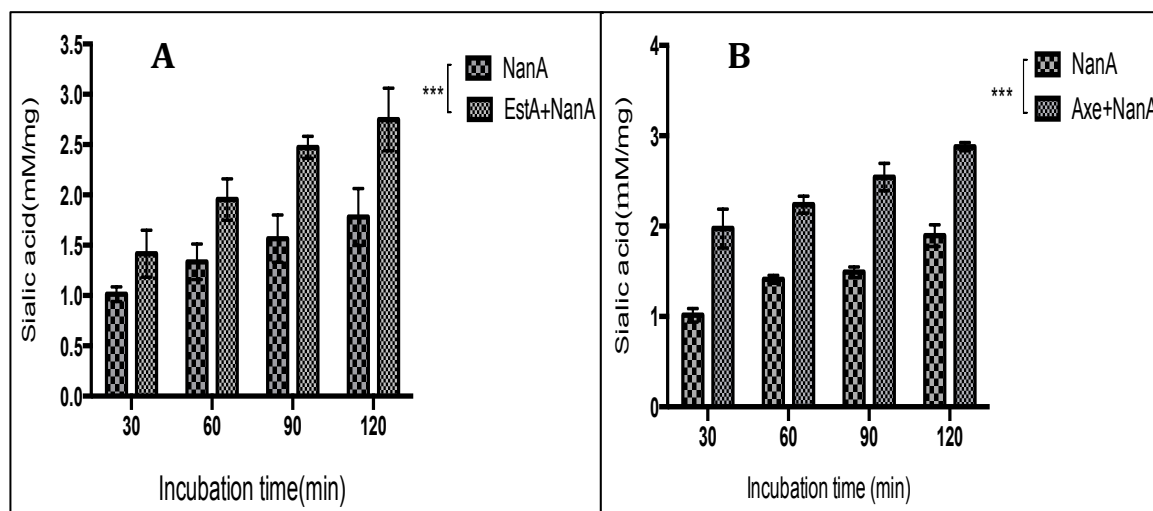 A
3.5
3.0
2.5
2.0
1.5
1.0
0.5
0.0
Sialic acid(mM/mg)
30 60 90 120
Incubation time(min)
NanA
***
EstA+NanA
B
4
3
2
1
0
Sialic acid(mM/mg)
30 60 90 120
Incubation time (min)
NanA
***
Axe+NanA